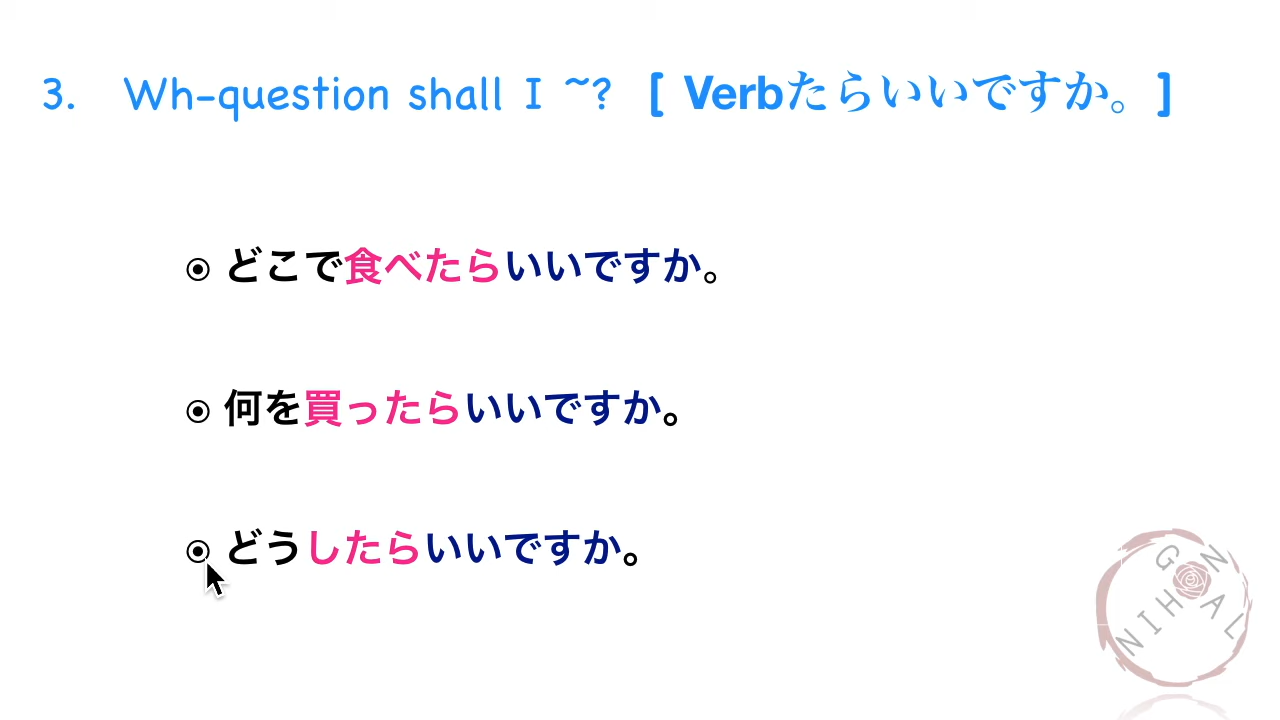 3. Wh-question shall I ~? [ Verbたらいいですか。]
◉ どこで食べたらいいですか。
◉ 何を買ったらいいですか。
◉ どうしたらいいですか。
NIHON GAL